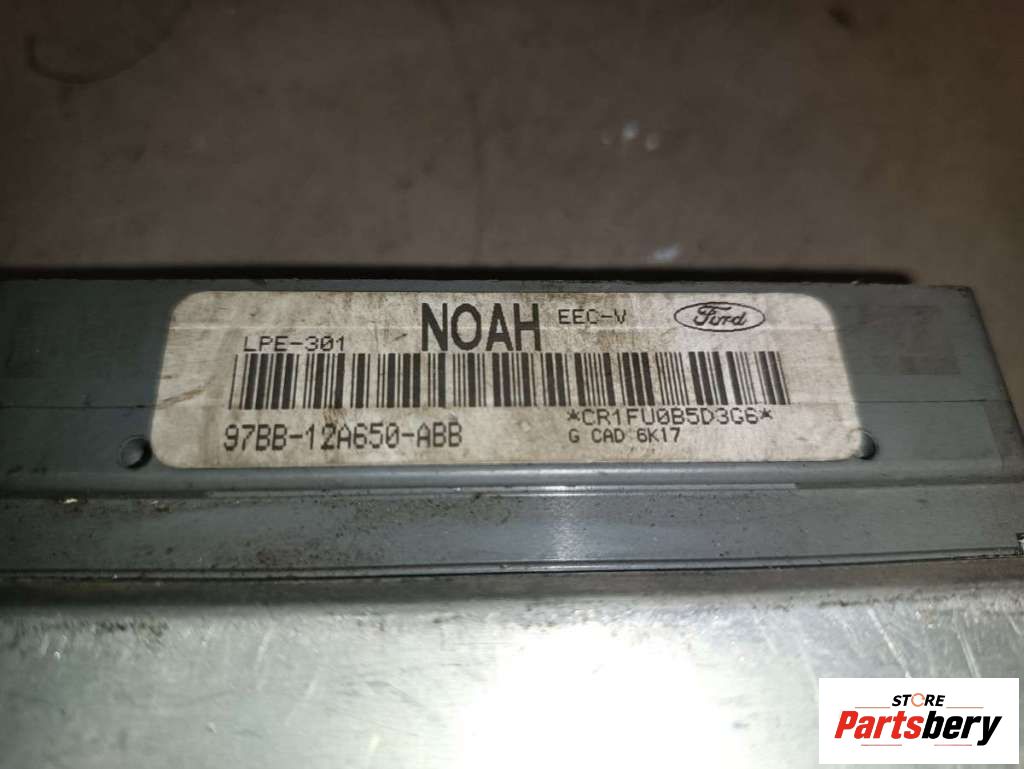 NOAH EEC-V Ford
LPE-301
*CR1FU0B5D3G6*
97BB-12A650-ABB G CAD 6K17
STORE
Partsbery